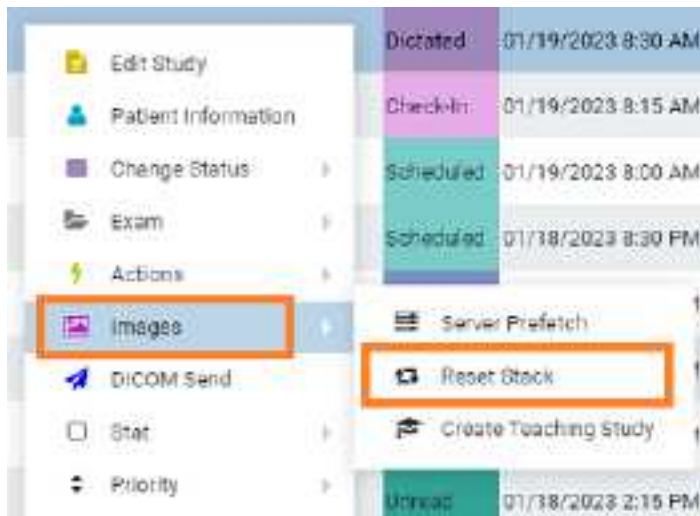 Edit Study
Patient Information
Change Status
Exam
Actions
Images
DICOM Send
Stat
Priority
Server Prefetch
Reset Stack
Create Teaching Study
Dictated 01/19/2023 8:30 AM
Check-In 01/19/2023 8:15 AM
Scheduled 01/19/2023 8:00 AM
Scheduled 01/18/2023 8:30 PM
Unread 01/18/2023 2:15 PM